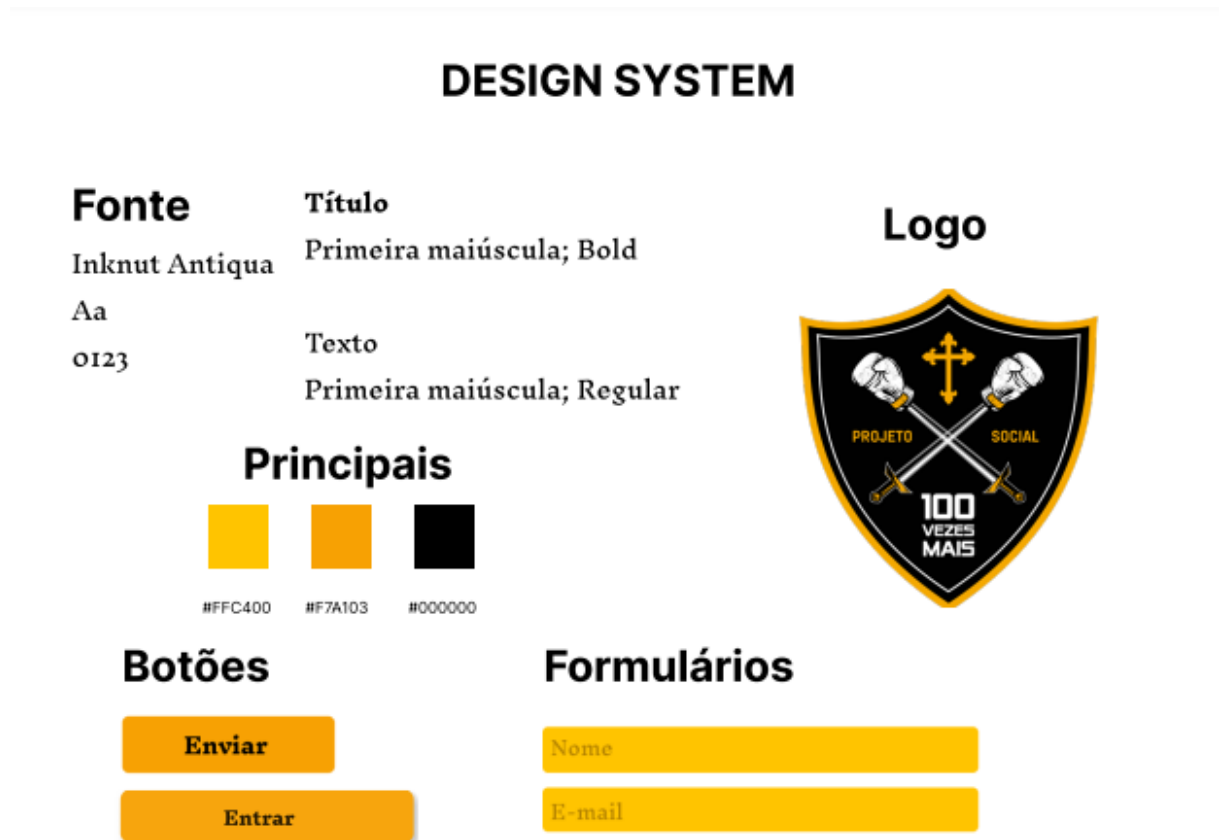 DESIGN SYSTEM
Fonte
Inknut Antiqua
Aa
0123
Título
Primeira maiúscula; Bold
Texto
Primeira maiúscula; Regular
Logo
PROJETO SOCIAL
100
VEZES
MAIS
Principais
#FFC400 #F7A103 #000000
Botões
Enviar
Entrar
Formulários
Nome
E-mail